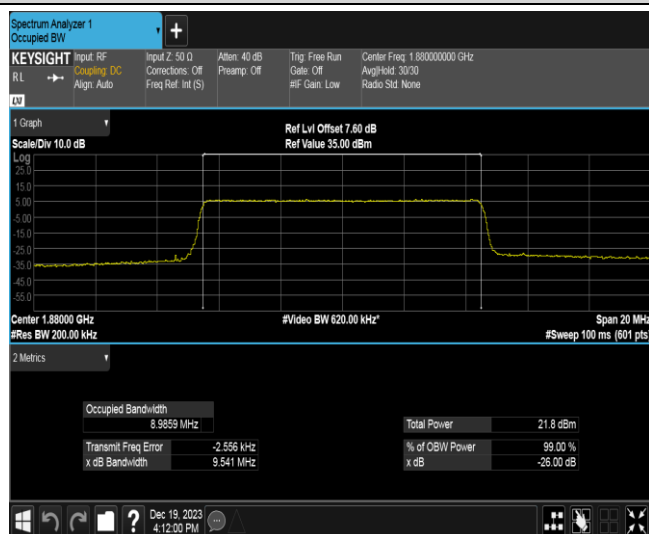 Spectrum Analyzer 1
Occupied BW
KEYSIGHT Input: RF Input Z: 50 Ω Atten: 40 dB Trig: Free Run Center Freq: 1.880000000 GHz
R L Coupling: DC Corrections: Off Preamp: Off Gate: Off Avg|Hold: 30/30
Align: Auto Freq Ref: Int (S) #IF Gain: Low Radio Std: None
LXI
1 Graph
Ref Lvl Offset 7.60 dB
Scale/Div 10.0 dB Ref Value 35.00 dBm
Log
25.0
15.0
5.00
-5.00
-15.0
-25.0
-35.0
-45.0
-55.0
Center 1.88000 GHz #Video BW 620.00 kHz* Span 20 MHz
#Res BW 200.00 kHz #Sweep 100 ms (601 pts)
2 Metrics
Occupied Bandwidth
8.9859 MHz Total Power 21.8 dBm
Transmit Freq Error -2.556 kHz % of OBW Power 99.00 %
x dB Bandwidth 9.541 MHz x dB -26.00 dB
? Dec 19, 2023
4:12:00 PM